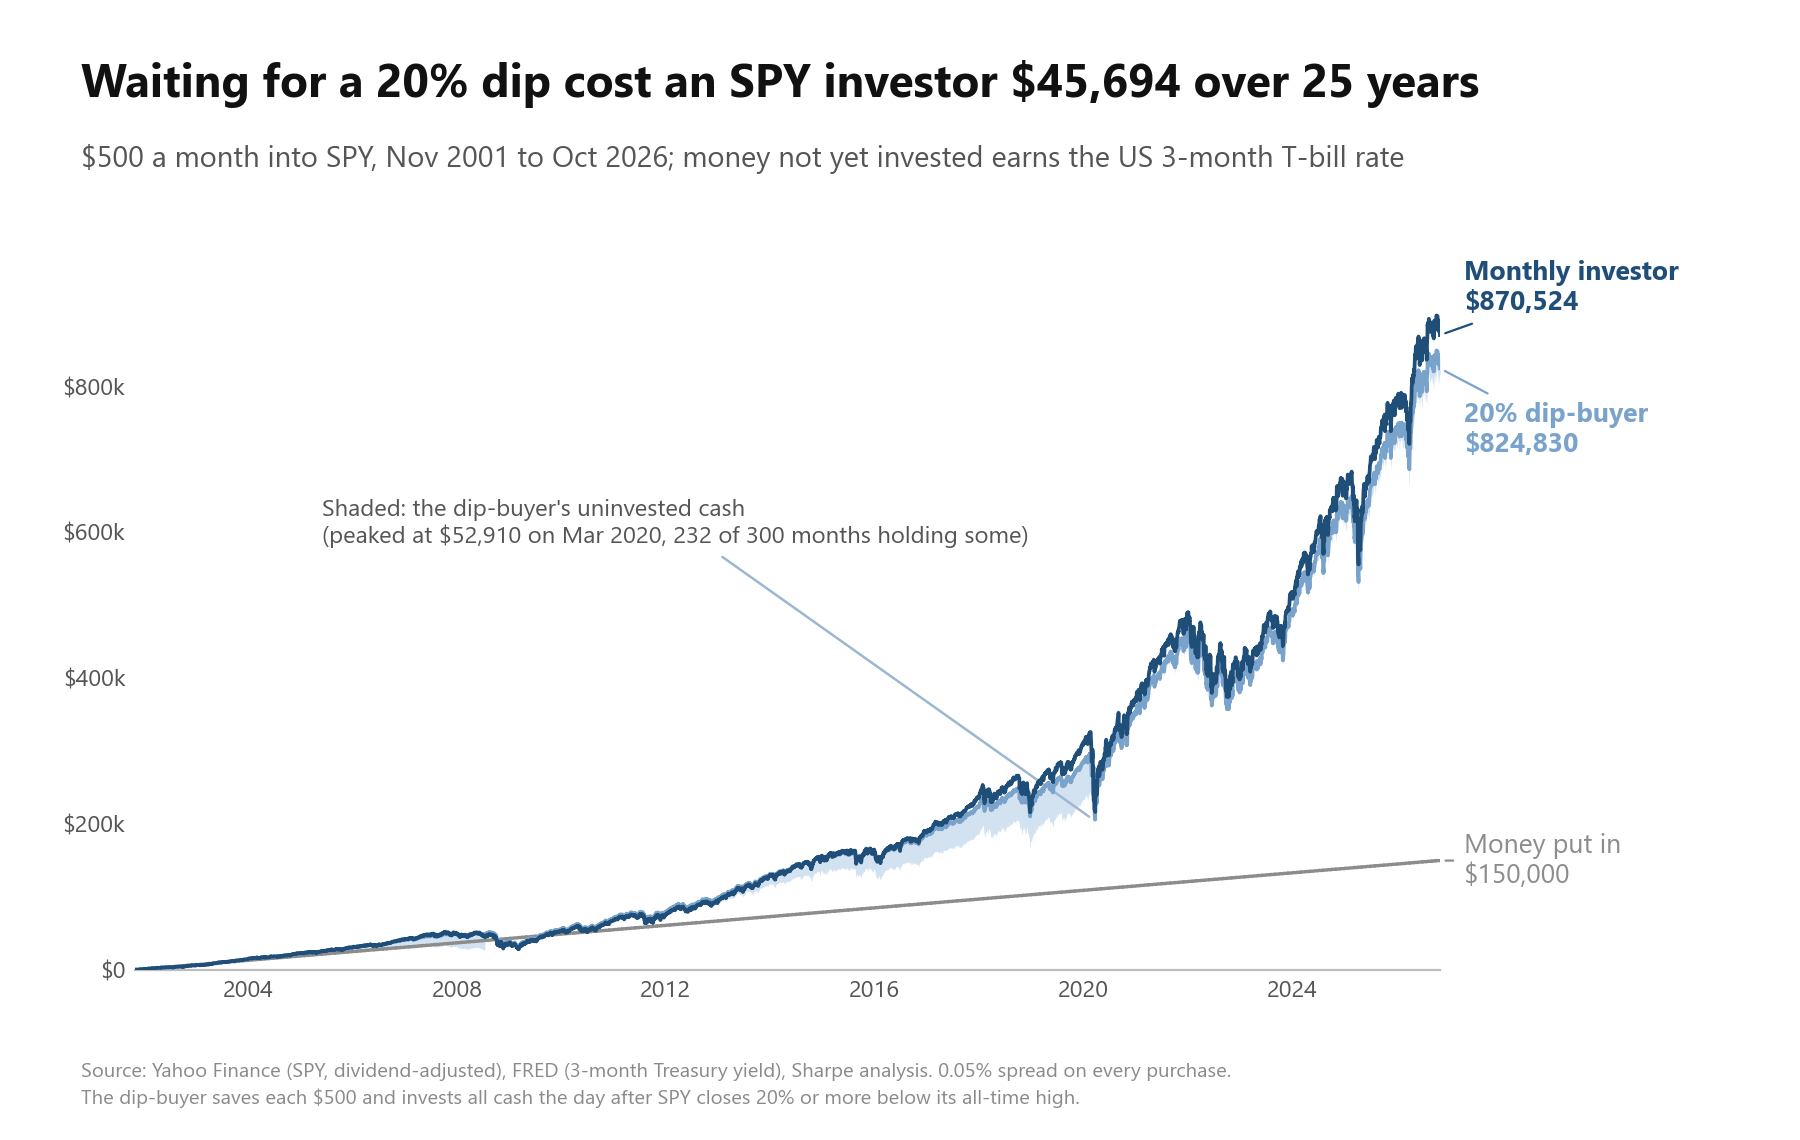 Waiting for a 20% dip cost an SPY investor $45,694 over 25 years
$500 a month into SPY, Nov 2001 to Oct 2026; money not yet invested earns the US 3-month T-bill rate
Monthly investor
$870,524
$800k
20% dip-buyer
$824,830
Shaded: the dip-buyer's uninvested cash
(peaked at $52,910 on Mar 2020, 232 of 300 months holding some)
$600k
$400k
$200k
Money put in
$150,000
$0
2004 2008 2012 2016 2020 2024
Source: Yahoo Finance (SPY, dividend-adjusted), FRED (3-month Treasury yield), Sharpe analysis. 0.05% spread on every purchase.
The dip-buyer saves each $500 and invests all cash the day after SPY closes 20% or more below its all-time high.